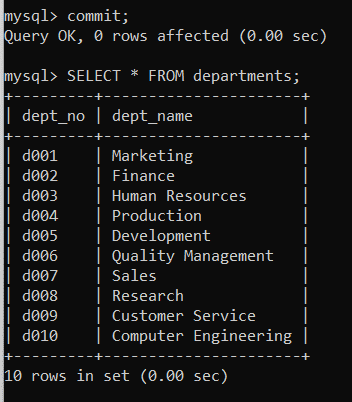 mysql> commit;
Query OK, 0 rows affected (0.00 sec)
mysql> SELECT * FROM departments;
+---------+----------------------+
| dept_no | dept_name            |
+---------+----------------------+
| d001    | Marketing            |
| d002    | Finance              |
| d003    | Human Resources      |
| d004    | Production           |
| d005    | Development          |
| d006    | Quality Management   |
| d007    | Sales                |
| d008    | Research             |
| d009    | Customer Service     |
| d010    | Computer Engineering |
+---------+----------------------+
10 rows in set (0.00 sec)